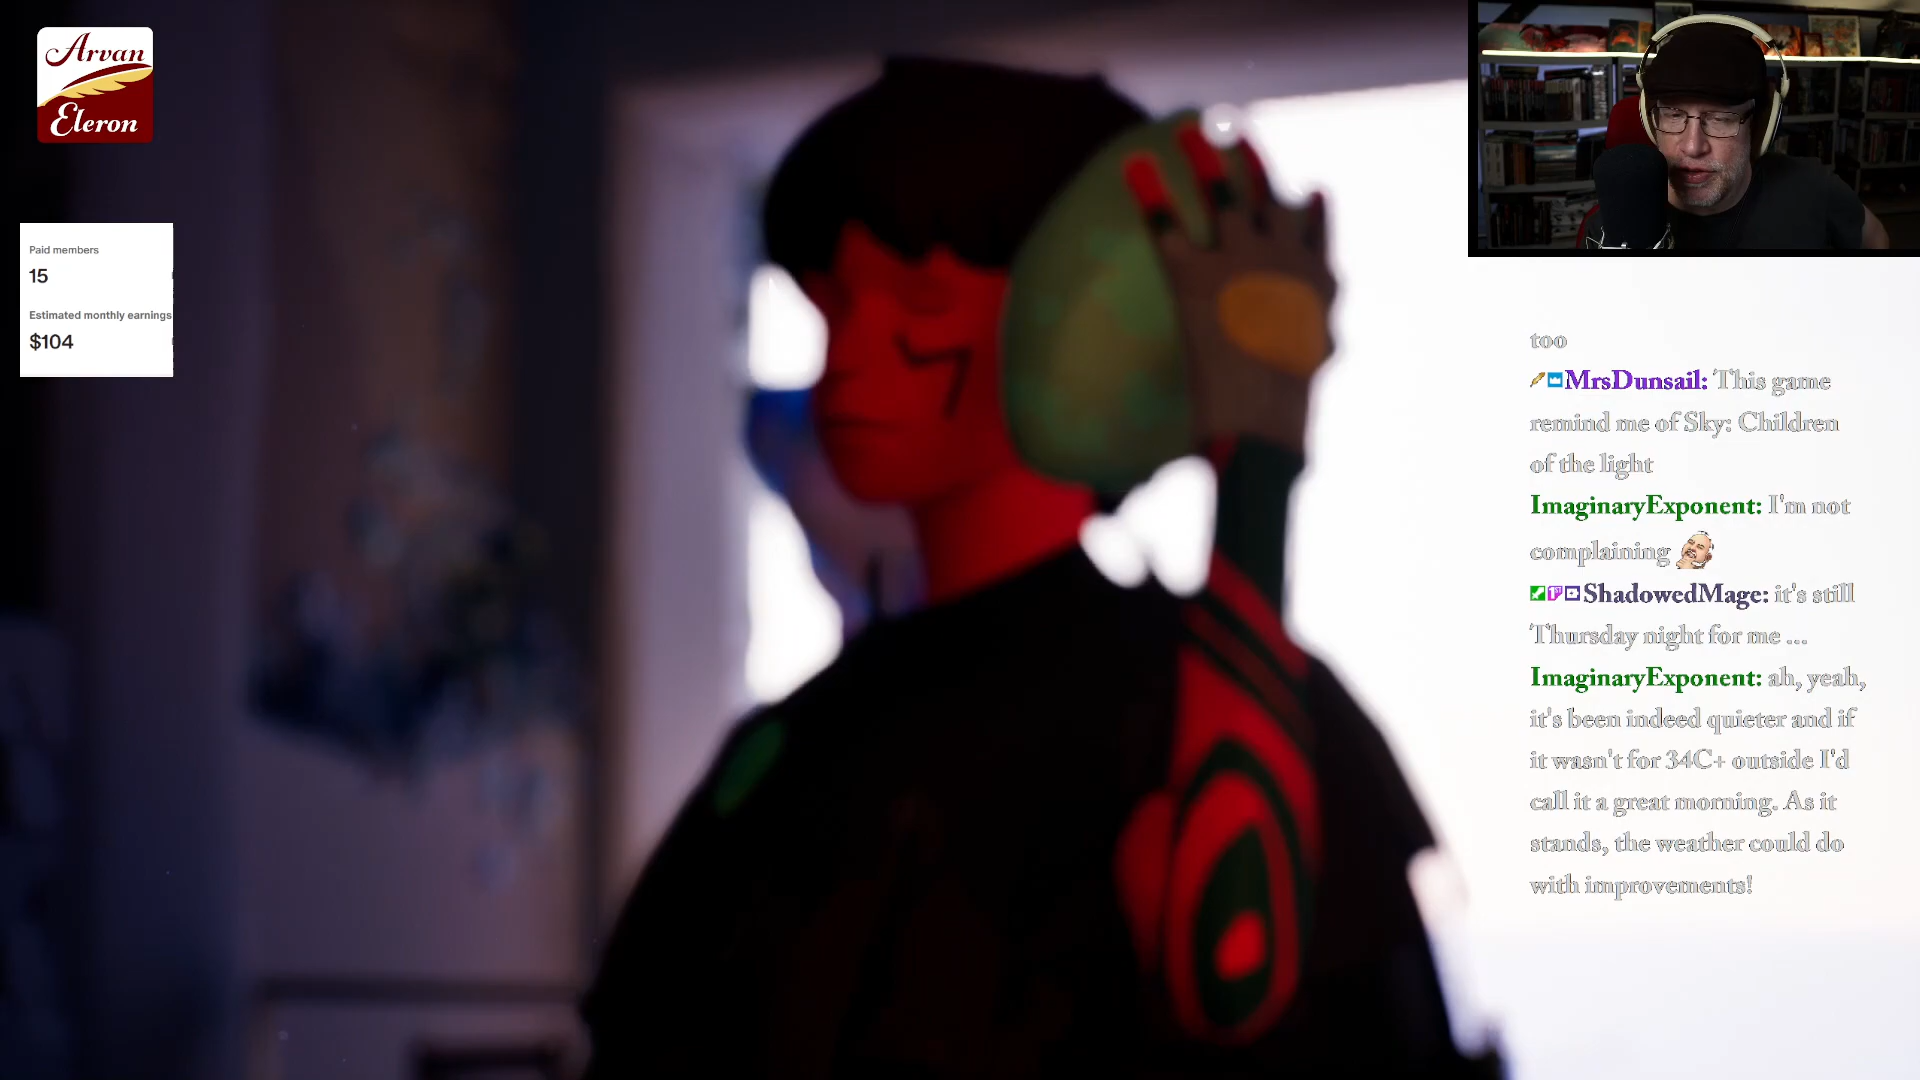 Arvan
Eleron
Paid members
15
Estimated monthly earnings
$104
too
MrsDunsail: This game
remind me of Sky: Children
of the light
ImaginaryExponent: I'm not
complaining
ShadowedMage: it's still
Thursday night for me ...
ImaginaryExponent: ah, yeah,
it's been indeed quieter and if
it wasn't for 34C+ outside I'd
call it a great morning. As it
stands, the weather could do
with improvements!